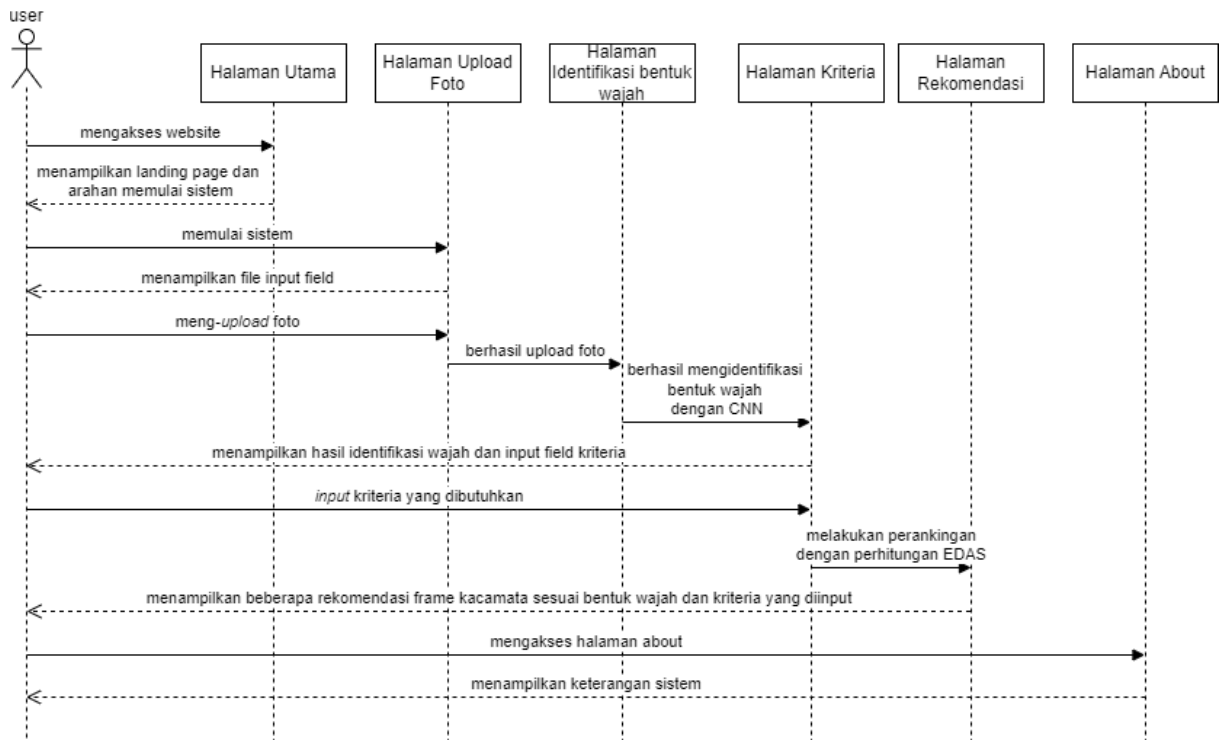 user
Halaman Utama
Halaman Upload
Foto
Halaman
Identifikasi bentuk
wajah
Halaman Kriteria
Halaman
Rekomendasi
Halaman About
mengakses website
menampilkan landing page dan
arahan memulai sistem
memulai sistem
menampilkan file input field
meng-upload foto
berhasil upload foto
berhasil mengidentifikasi
bentuk wajah
dengan CNN
menampilkan hasil identifikasi wajah dan input field kriteria
input kriteria yang dibutuhkan
melakukan perankingan
dengan perhitungan EDAS
menampilkan beberapa rekomendasi frame kacamata sesuai bentuk wajah dan kriteria yang diinput
mengakses halaman about
menampilkan keterangan sistem